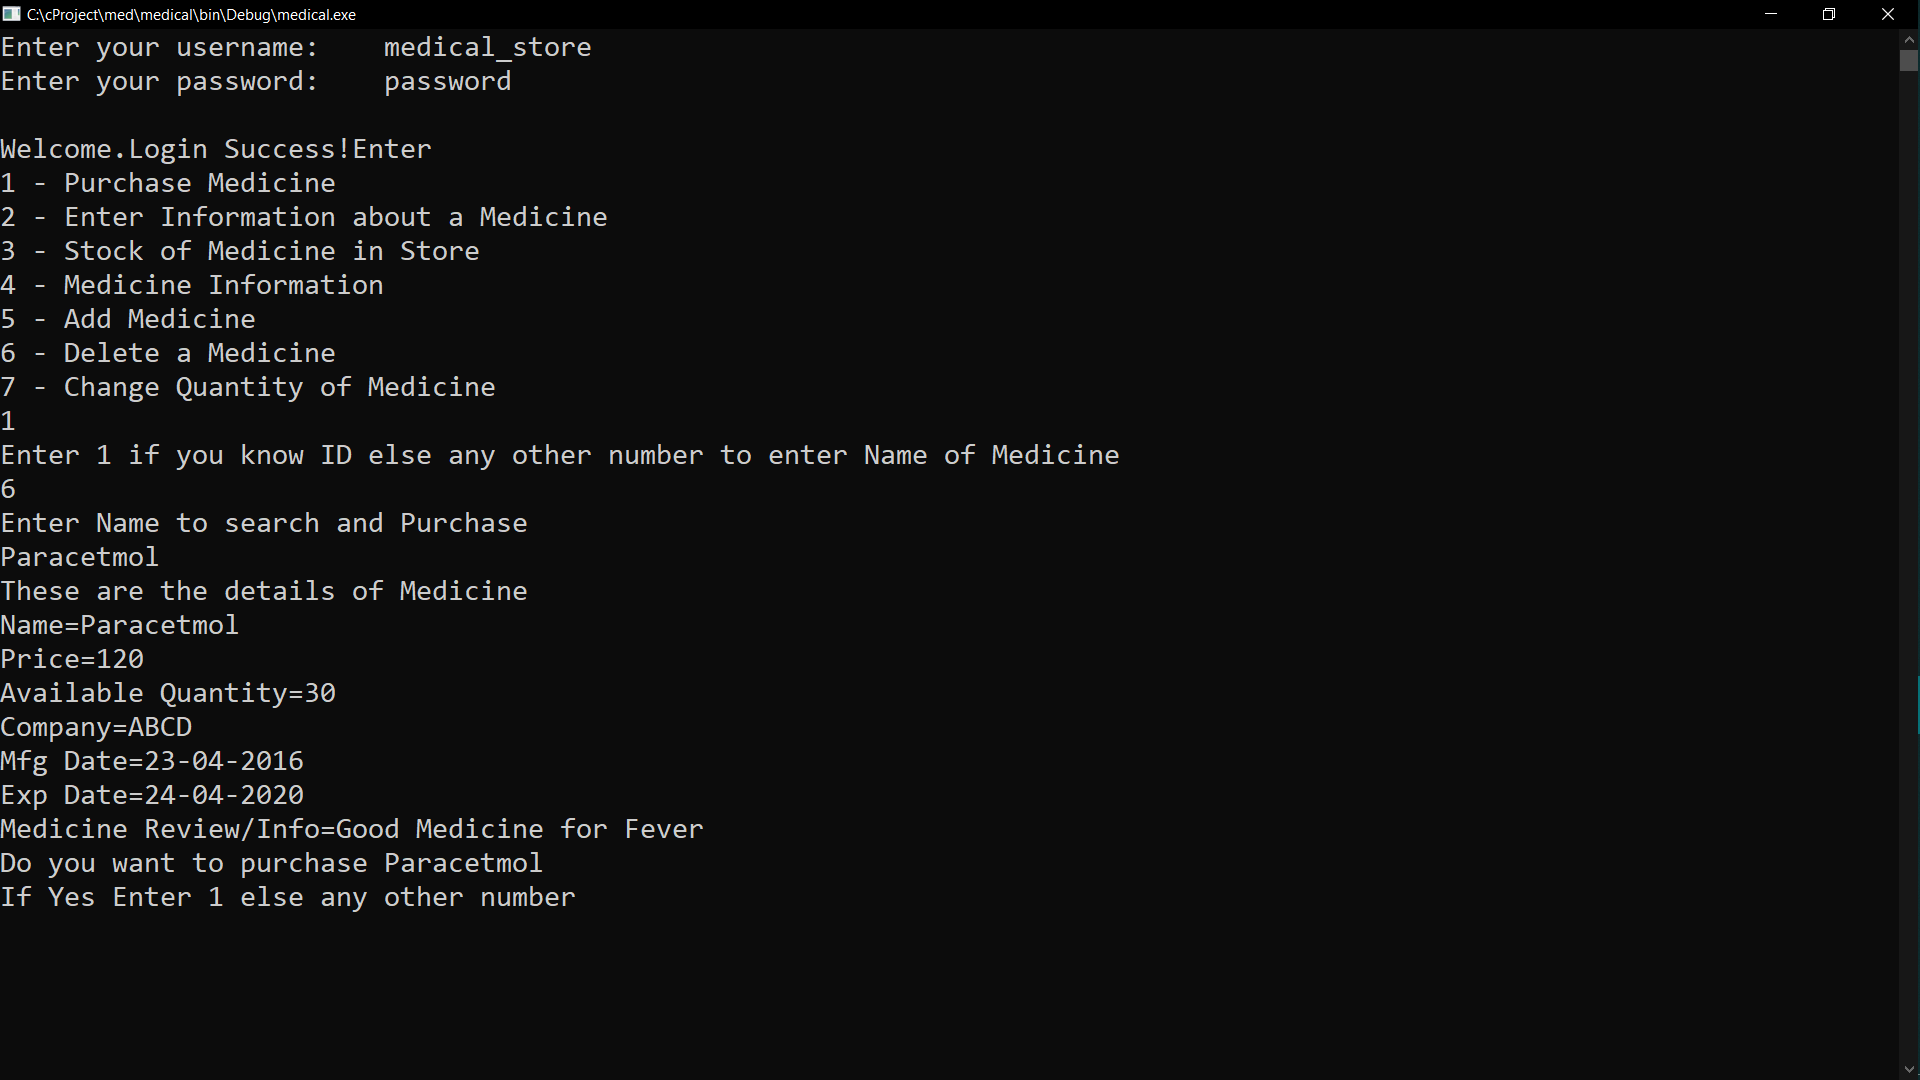 C:\cProject\med\medical\bin\Debug\medical.exe
Enter your username:    medical_store
Enter your password:    password
Welcome.Login Success!Enter
1 - Purchase Medicine
2 - Enter Information about a Medicine
3 - Stock of Medicine in Store
4 - Medicine Information
5 - Add Medicine
6 - Delete a Medicine
7 - Change Quantity of Medicine
1
Enter 1 if you know ID else any other number to enter Name of Medicine
6
Enter Name to search and Purchase
Paracetmol
These are the details of Medicine
Name=Paracetmol
Price=120
Available Quantity=30
Company=ABCD
Mfg Date=23-04-2016
Exp Date=24-04-2020
Medicine Review/Info=Good Medicine for Fever
Do you want to purchase Paracetmol
If Yes Enter 1 else any other number